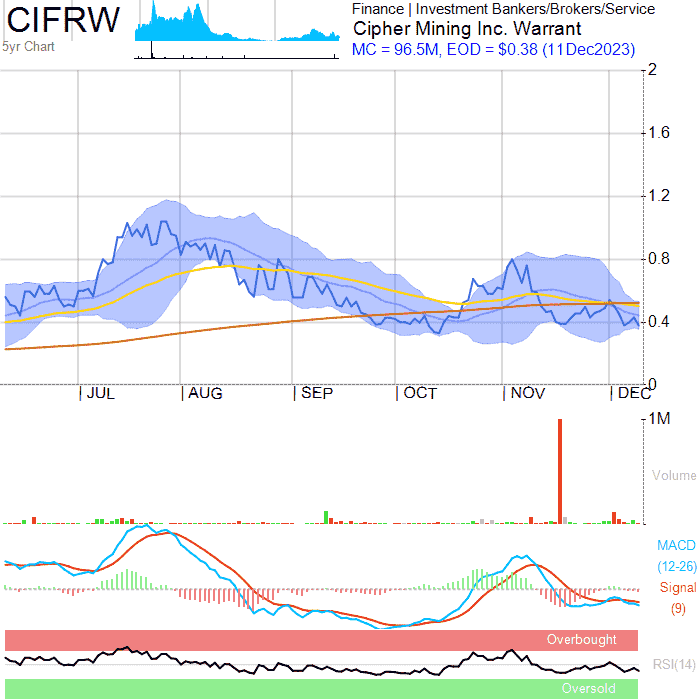 CIFRW
5yr Chart
Finance | Investment Bankers/Brokers/Service
Cipher Mining Inc. Warrant
MC = 96.5M, EOD = $0.38 (11Dec2023)
2
1.6
1.2
0.8
0.4
0
JUL
AUG
SEP
OCT
NOV
DEC
1M
Volume
MACD
(12-26)
Signal
(9)
Overbought
RSI(14)
Oversold